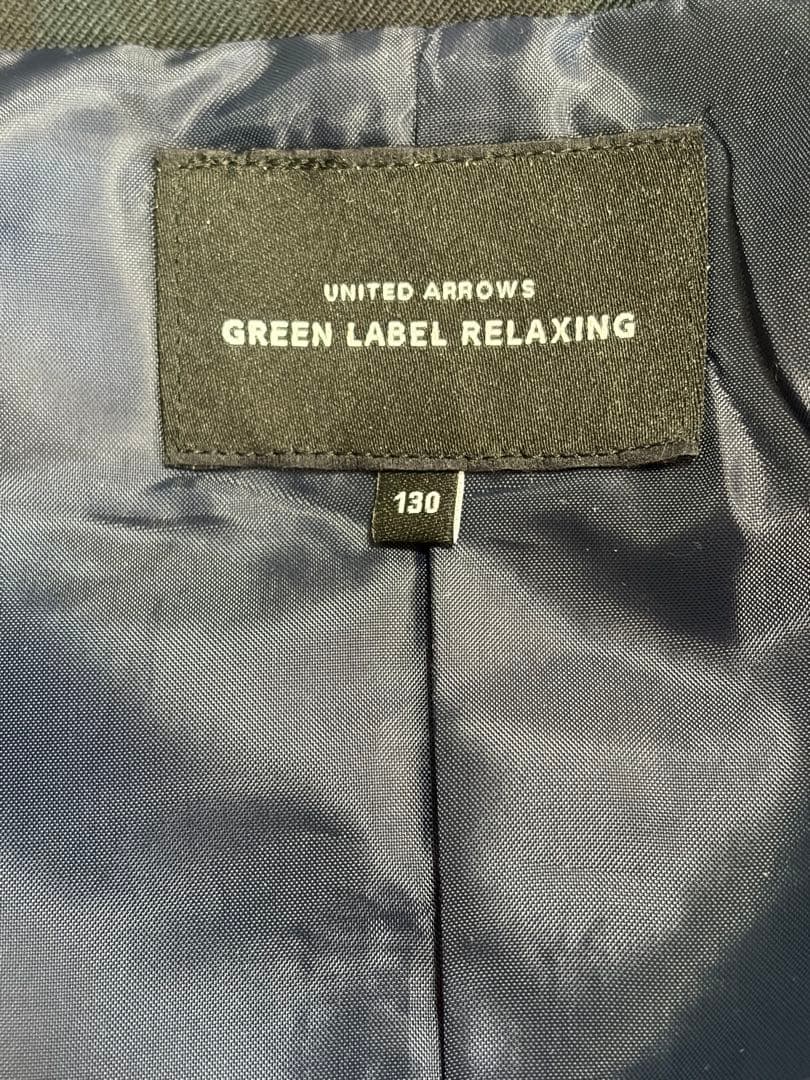 UNITED ARROWS
GREEN LABEL RELAXING
130